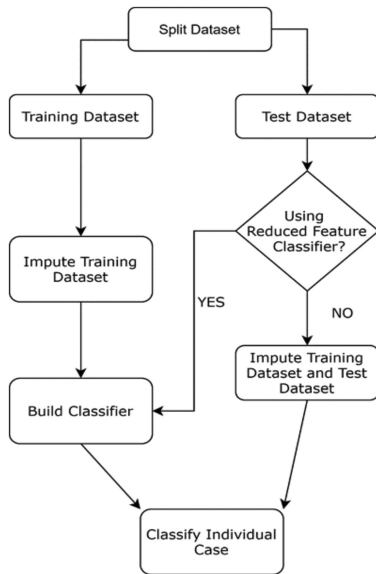 Split Dataset
Training Dataset
Test Dataset
Using
Reduced Feature
Classifier?
Impute Training
Dataset
YES
NO
Impute Training
Dataset and Test
Dataset
Build Classifier
Classify Individual
Case